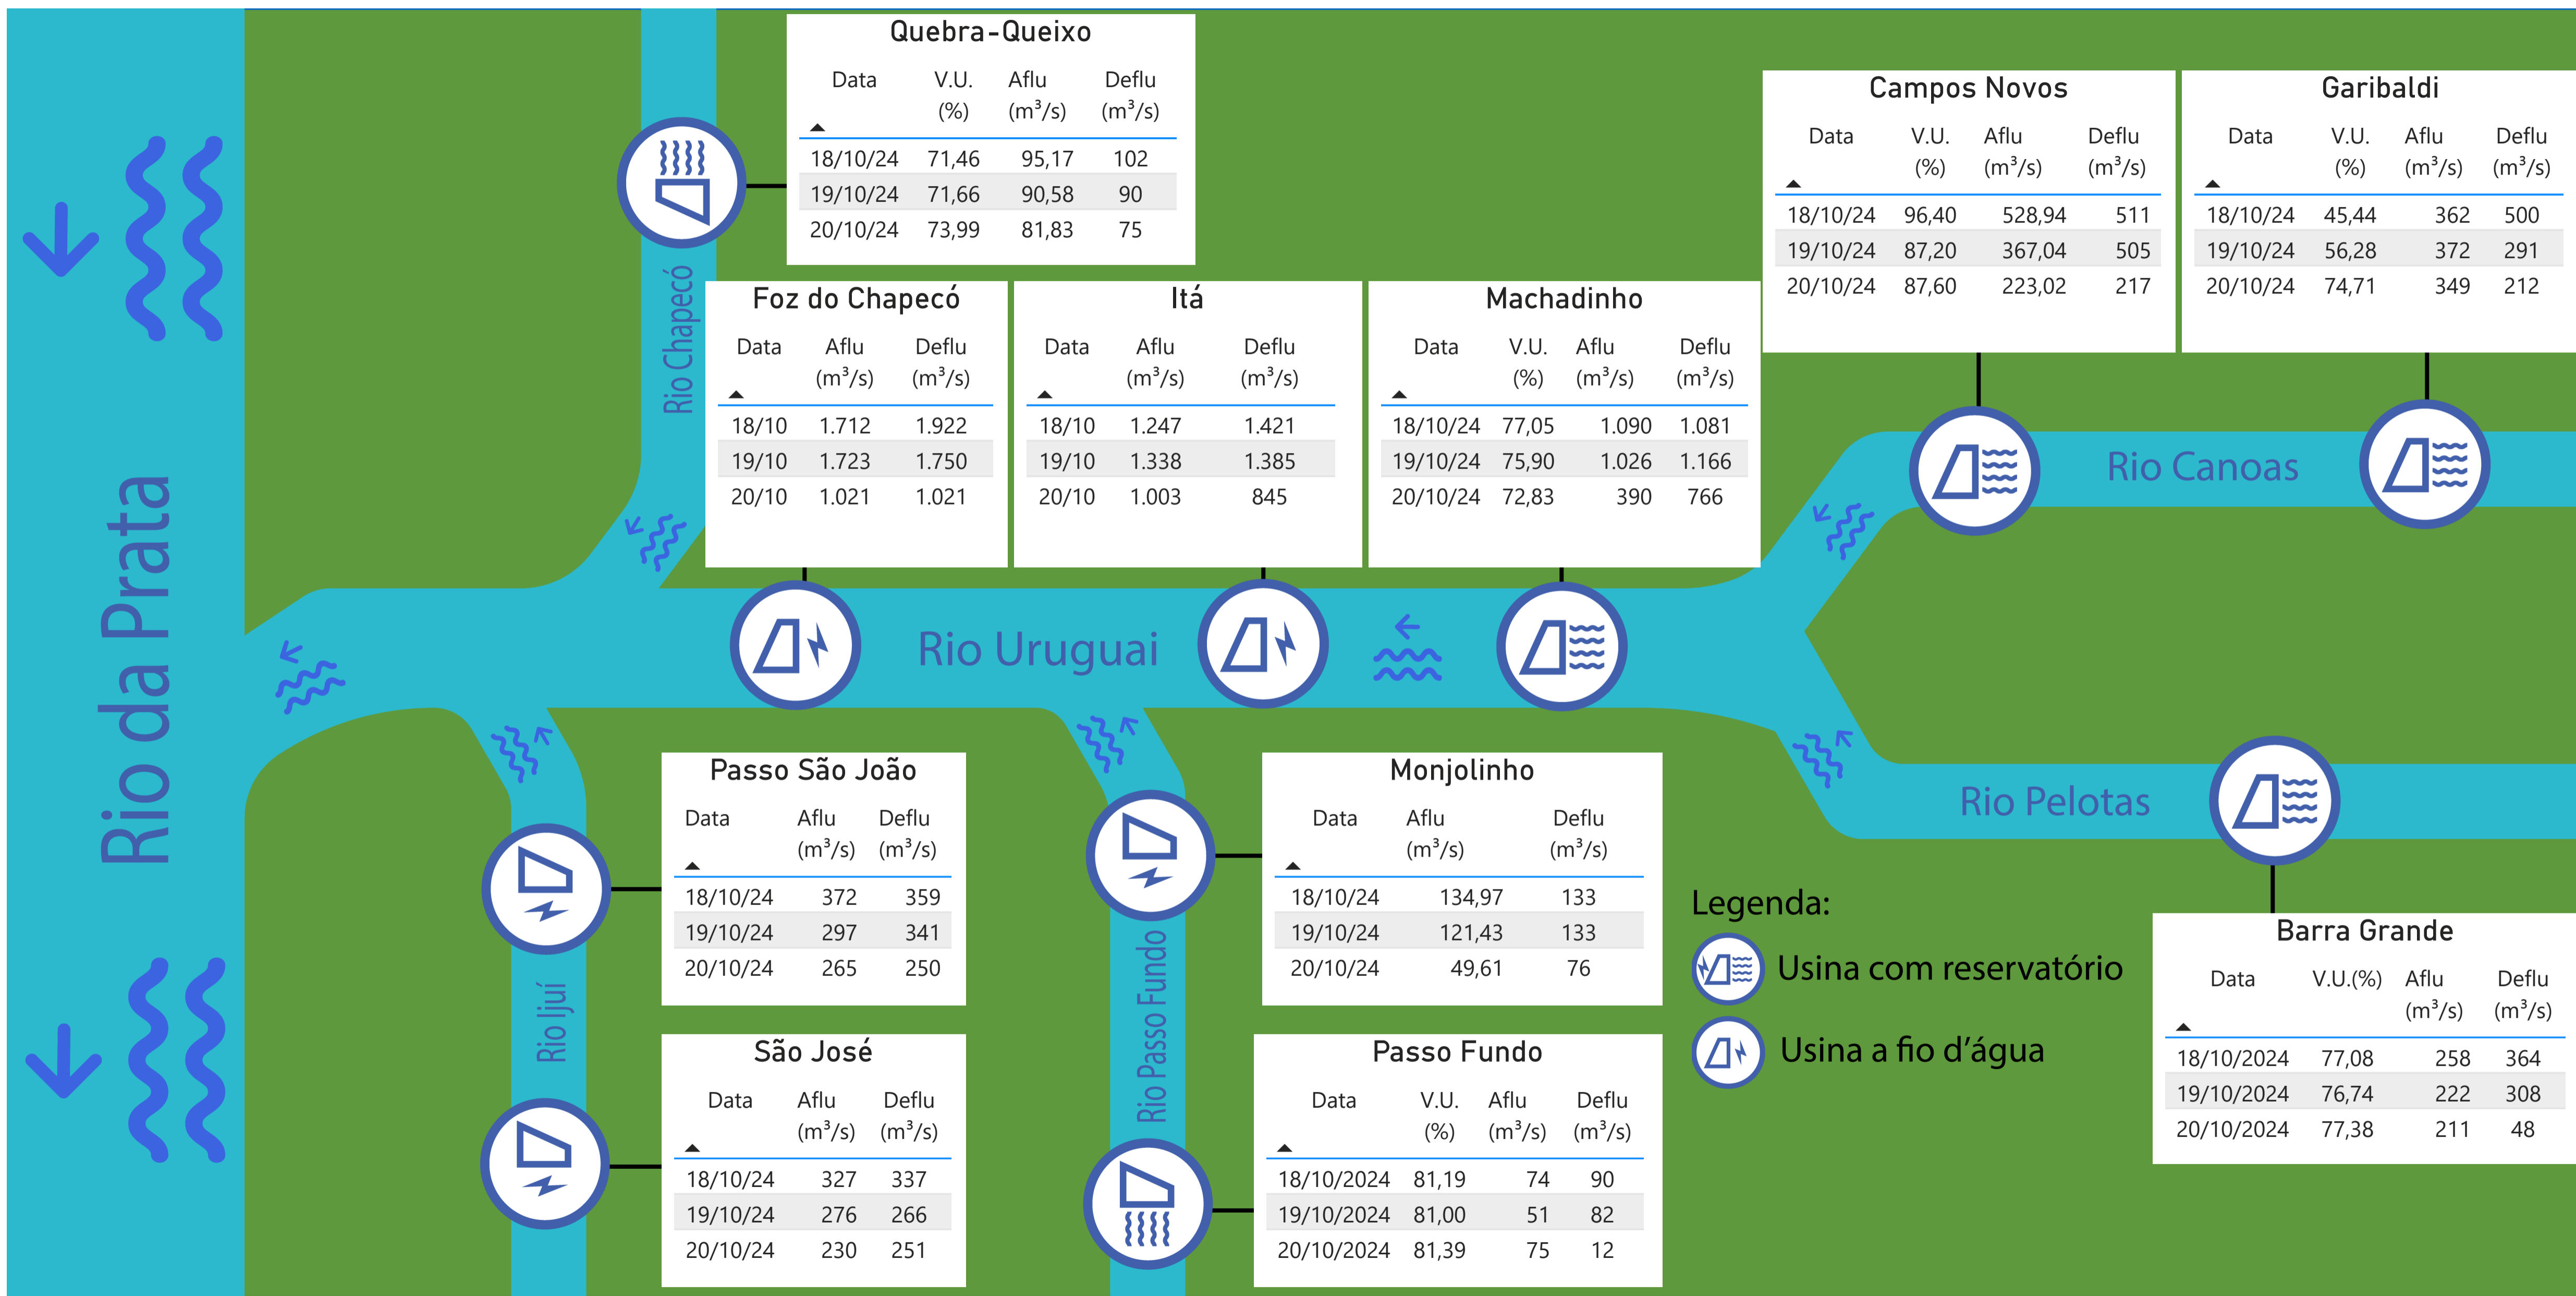 Rio da Prata
Quebra-Queixo
Data V.U. (%) Aflu (m³/s) Deflu (m³/s)
18/10/24 71,46 95,17 102
19/10/24 71,66 90,58 90
20/10/24 73,99 81,83 75
Rio Chapecó
Foz do Chapecó
Data Aflu (m³/s) Deflu (m³/s)
18/10 1.712 1.922
19/10 1.723 1.750
20/10 1.021 1.021
Itá
Data Aflu (m³/s) Deflu (m³/s)
18/10 1.247 1.421
19/10 1.338 1.385
20/10 1.003 845
Machadinho
Data V.U. (%) Aflu (m³/s) Deflu (m³/s)
18/10/24 77,05 1.090 1.081
19/10/24 75,90 1.026 1.166
20/10/24 72,83 390 766
Campos Novos
Data V.U. (%) Aflu (m³/s) Deflu (m³/s)
18/10/24 96,40 528,94 511
19/10/24 87,20 367,04 505
20/10/24 87,60 223,02 217
Garibaldi
Data V.U. (%) Aflu (m³/s) Deflu (m³/s)
18/10/24 45,44 362 500
19/10/24 56,28 372 291
20/10/24 74,71 349 212
Rio Canoas
Rio Uruguai
Rio Pelotas
Passo São João
Data Aflu (m³/s) Deflu (m³/s)
18/10/24 372 359
19/10/24 297 341
20/10/24 265 250
Rio Ijuí
São José
Data Aflu (m³/s) Deflu (m³/s)
18/10/24 327 337
19/10/24 276 266
20/10/24 230 251
Monjolinho
Data Aflu (m³/s) Deflu (m³/s)
18/10/24 134,97 133
19/10/24 121,43 133
20/10/24 49,61 76
Rio Passo Fundo
Passo Fundo
Data V.U. (%) Aflu (m³/s) Deflu (m³/s)
18/10/2024 81,19 74 90
19/10/2024 81,00 51 82
20/10/2024 81,39 75 12
Legenda:
Usina com reservatório
Usina a fio d'água
Barra Grande
Data V.U.(%) Aflu (m³/s) Deflu (m³/s)
18/10/2024 77,08 258 364
19/10/2024 76,74 222 308
20/10/2024 77,38 211 48